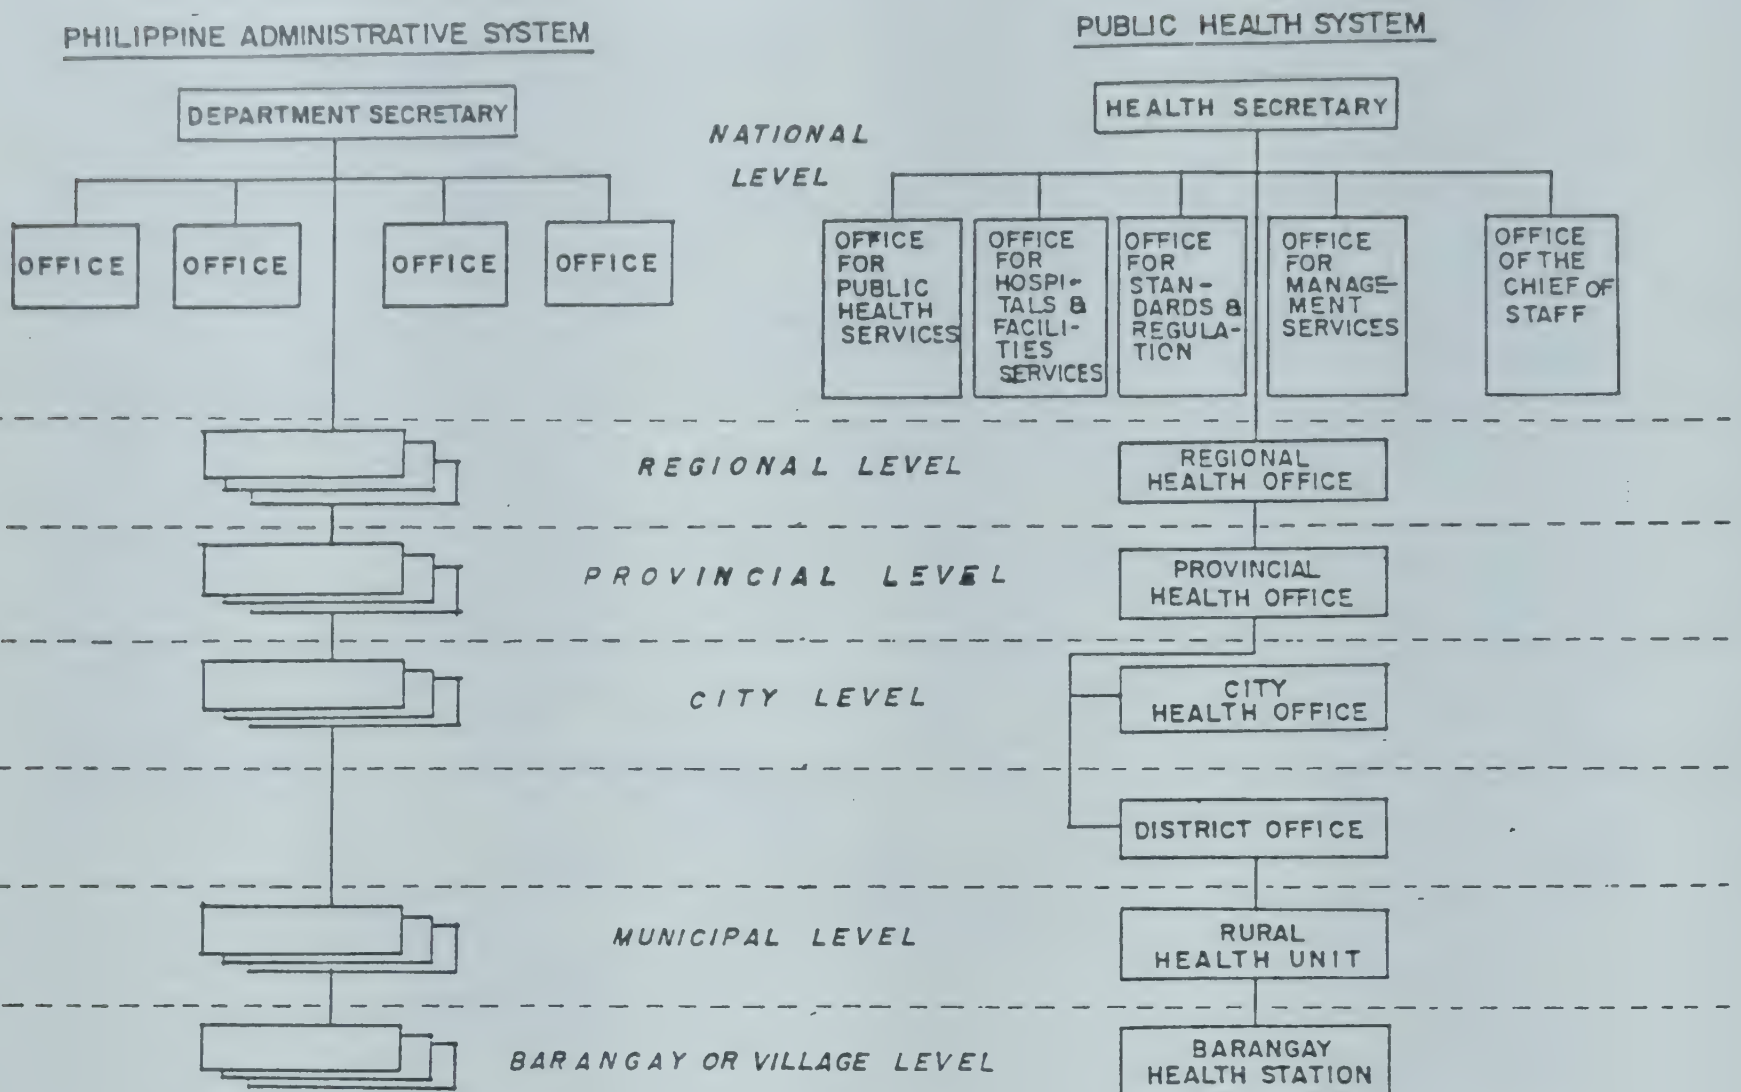 PHILIPPINE ADMINISTRATIVE SYSTEM
DEPARTMENT SECRETARY
OFFICE
OFFICE
OFFICE
OFFICE
NATIONAL
LEVEL
PUBLIC HEALTH SYSTEM
HEALTH SECRETARY
OFFICE
FOR
PUBLIC
HEALTH
SERVICES
OFFICE
FOR
HOSPI-
TALS &
FACILI-
TIES
SERVICES
OFFICE
FOR
STAN-
DARDS &
REGULA-
TION
OFFICE
FOR
MANAGE-
MENT
SERVICES
OFFICE
OF THE
CHIEF OF
STAFF
REGIONAL LEVEL
REGIONAL
HEALTH OFFICE
PROVINCIAL LEVEL
PROVINCIAL
HEALTH OFFICE
CITY LEVEL
CITY
HEALTH OFFICE
DISTRICT OFFICE
MUNICIPAL LEVEL
RURAL
HEALTH UNIT
BARANGAY OR VILLAGE LEVEL
BARANGAY
HEALTH STATION